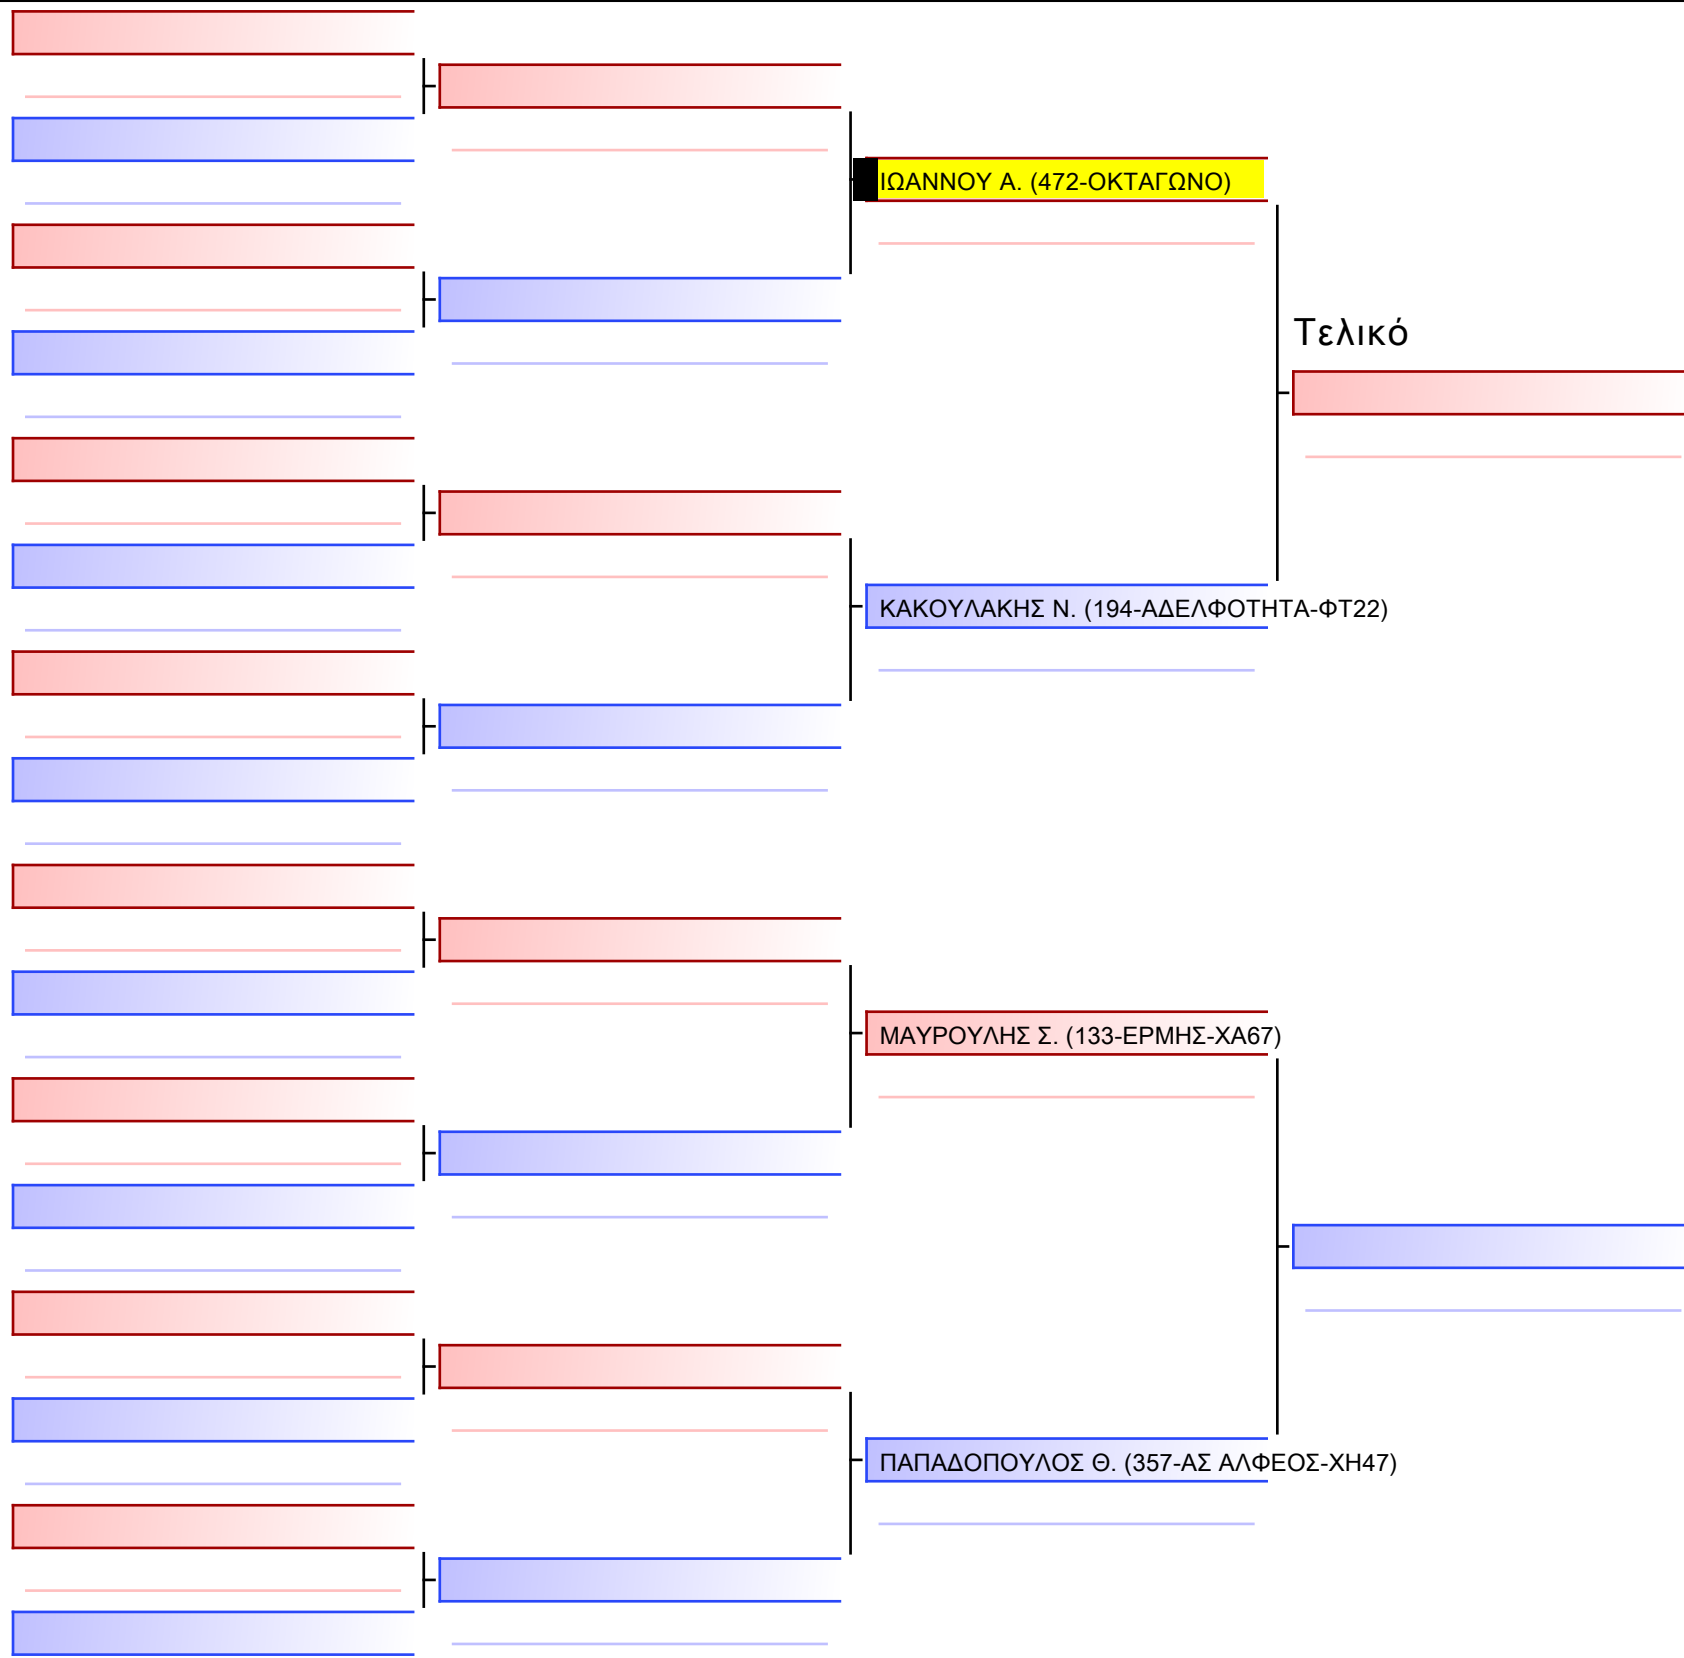 ΙΩΑΝΝΟΥ Α. (472-ΟΚΤΑΓΩΝΟ)
Τελικό
ΚΑΚΟΥΛΑΚΗΣ Ν. (194-ΑΔΕΛΦΟΤΗΤΑ-ΦΤ22)
ΜΑΥΡΟΥΛΗΣ Σ. (133-ΕΡΜΗΣ-ΧΑ67)
ΠΑΠΑΔΟΠΟΥΛΟΣ Θ. (357-ΑΣ ΑΛΦΕΟΣ-ΧΗ47)